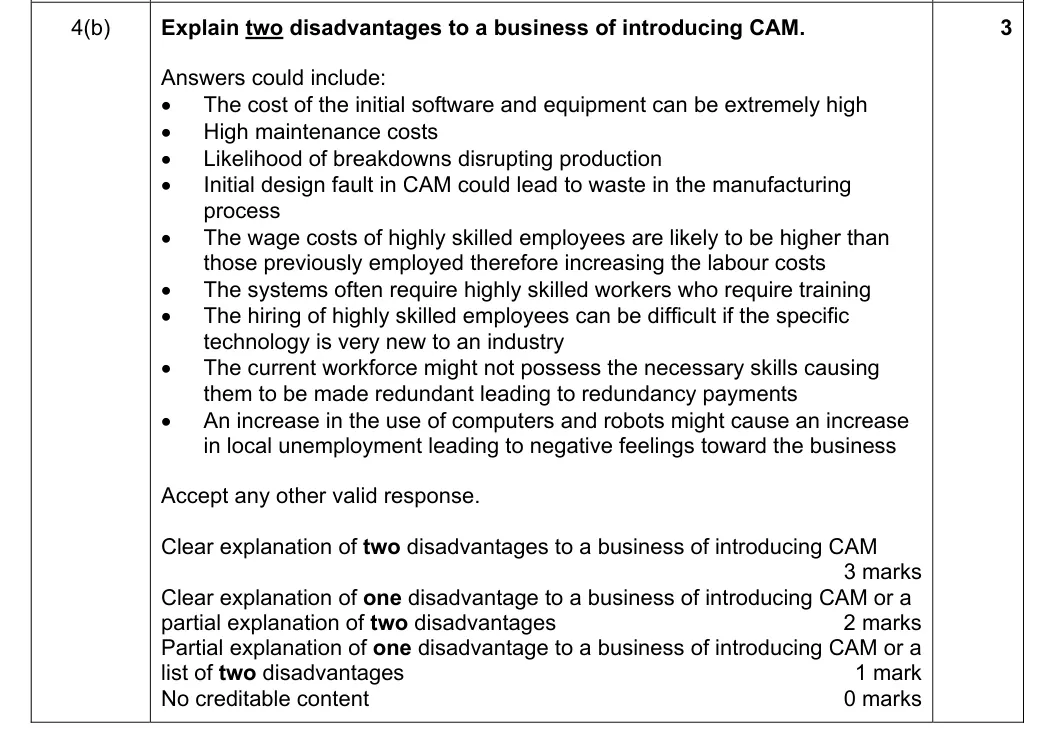 4(b) Explain two disadvantages to a business of introducing CAM. 3
Answers could include:
• The cost of the initial software and equipment can be extremely high
• High maintenance costs
• Likelihood of breakdowns disrupting production
• Initial design fault in CAM could lead to waste in the manufacturing
process
• The wage costs of highly skilled employees are likely to be higher than
those previously employed therefore increasing the labour costs
• The systems often require highly skilled workers who require training
• The hiring of highly skilled employees can be difficult if the specific
technology is very new to an industry
• The current workforce might not possess the necessary skills causing
them to be made redundant leading to redundancy payments
• An increase in the use of computers and robots might cause an increase
in local unemployment leading to negative feelings toward the business
Accept any other valid response.
Clear explanation of two disadvantages to a business of introducing CAM
3 marks
Clear explanation of one disadvantage to a business of introducing CAM or a
partial explanation of two disadvantages 2 marks
Partial explanation of one disadvantage to a business of introducing CAM or a
list of two disadvantages 1 mark
No creditable content 0 marks